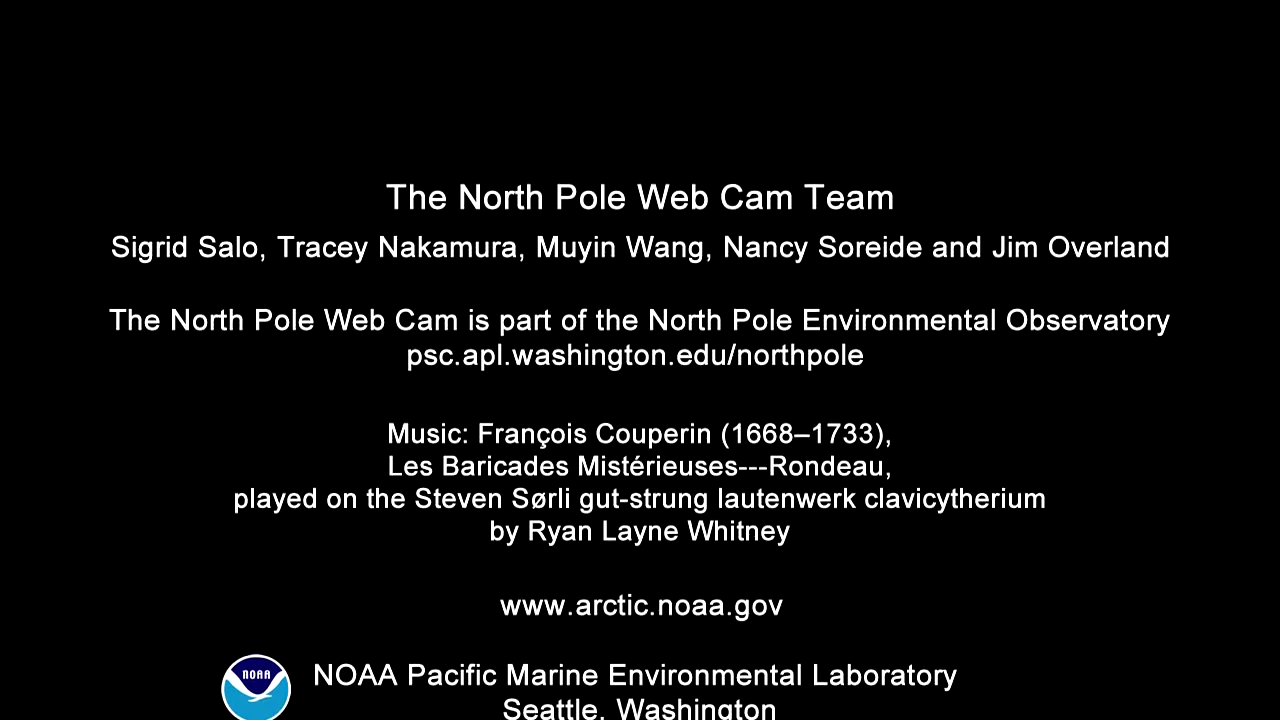 The North Pole Web Cam Team
Sigrid Salo, Tracey Nakamura, Muyin Wang, Nancy Soreide and Jim Overland
The North Pole Web Cam is part of the North Pole Environmental Observatory
psc.apl.washington.edu/northpole
Music: François Couperin (1668–1733),
Les Baricades Mistérieuses---Rondeau,
played on the Steven Sørli gut-strung lautenwerk clavicytherium
by Ryan Layne Whitney
www.arctic.noaa.gov
NOAA
NOAA Pacific Marine Environmental Laboratory
Seattle, Washington